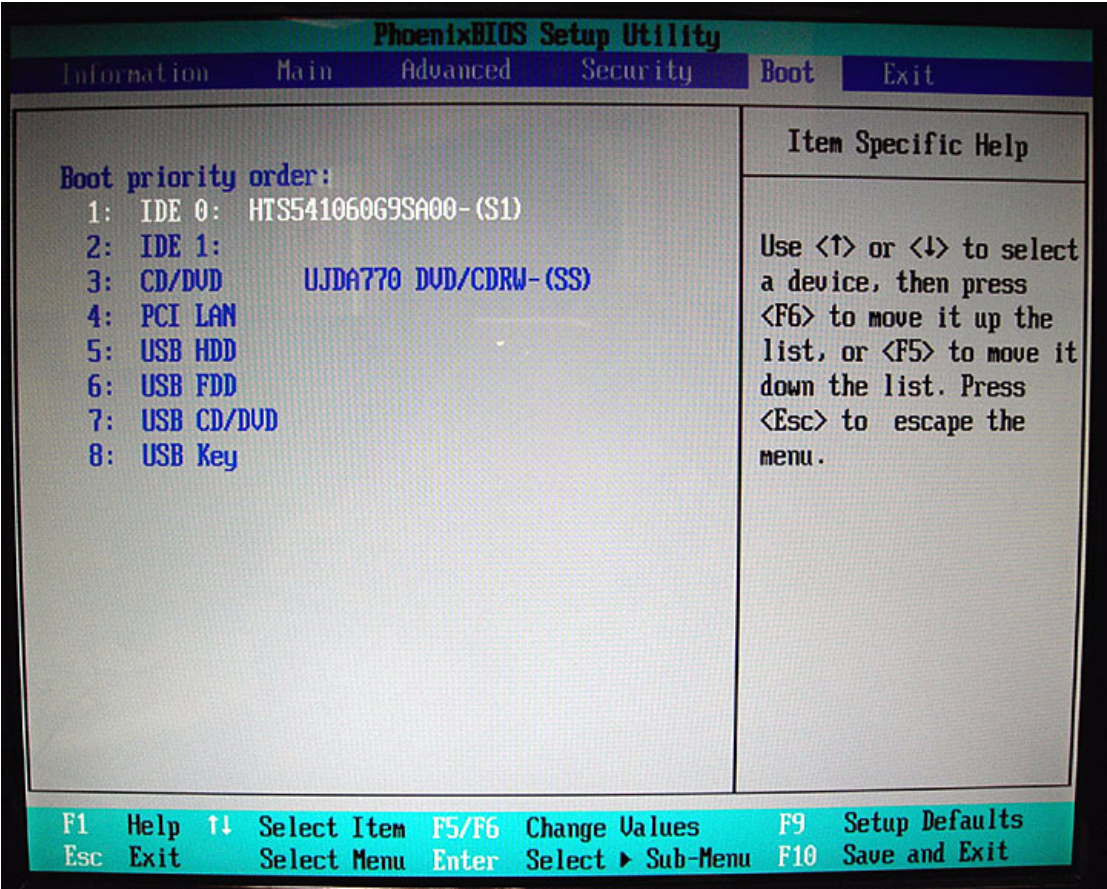 PhoenixBIOS Setup Utility
Information Main Advanced Security Boot Exit
Item Specific Help
Boot priority order:
1: IDE 0: HTS541060G9SA00-(S1)
2: IDE 1:
3: CD/DVD UJDA770 DVD/CDRW-(SS)
4: PCI LAN
5: USB HDD
6: USB FDD
7: USB CD/DVD
8: USB Key
Use <↑> or <↓> to select
a device, then press
<F6> to move it up the
list, or <F5> to move it
down the list. Press
<Esc> to escape the
menu.
F1 Help ↑↓ Select Item F5/F6 Change Values F9 Setup Defaults
Esc Exit Select Menu Enter Select ▶ Sub-Menu F10 Save and Exit